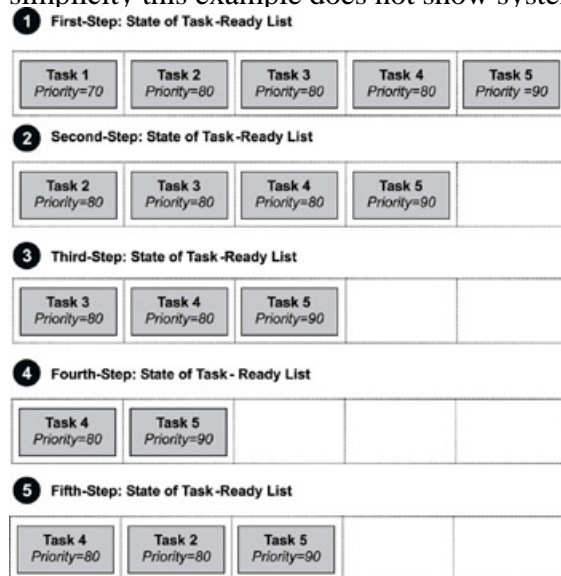 simplicity this example does not show system
1 First-Step: State of Task-Ready List
Task 1 Task 2 Task 3 Task 4 Task 5
Priority=70 Priority=80 Priority=80 Priority=80 Priority =90
2 Second-Step: State of Task-Ready List
Task 2 Task 3 Task 4 Task 5
Priority=80 Priority=80 Priority=80 Priority=90
3 Third-Step: State of Task-Ready List
Task 3 Task 4 Task 5
Priority=80 Priority=80 Priority=90
4 Fourth-Step: State of Task- Ready List
Task 4 Task 5
Priority=80 Priority=90
5 Fifth-Step: State of Task-Ready List
Task 4 Task 2 Task 5
Priority=80 Priority=80 Priority=90